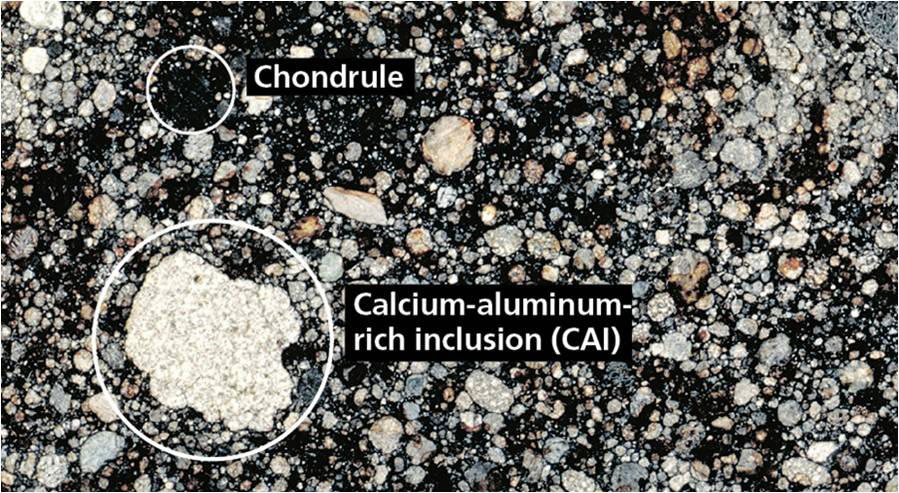 Chondrule
Calcium-aluminum-
rich inclusion (CAI)